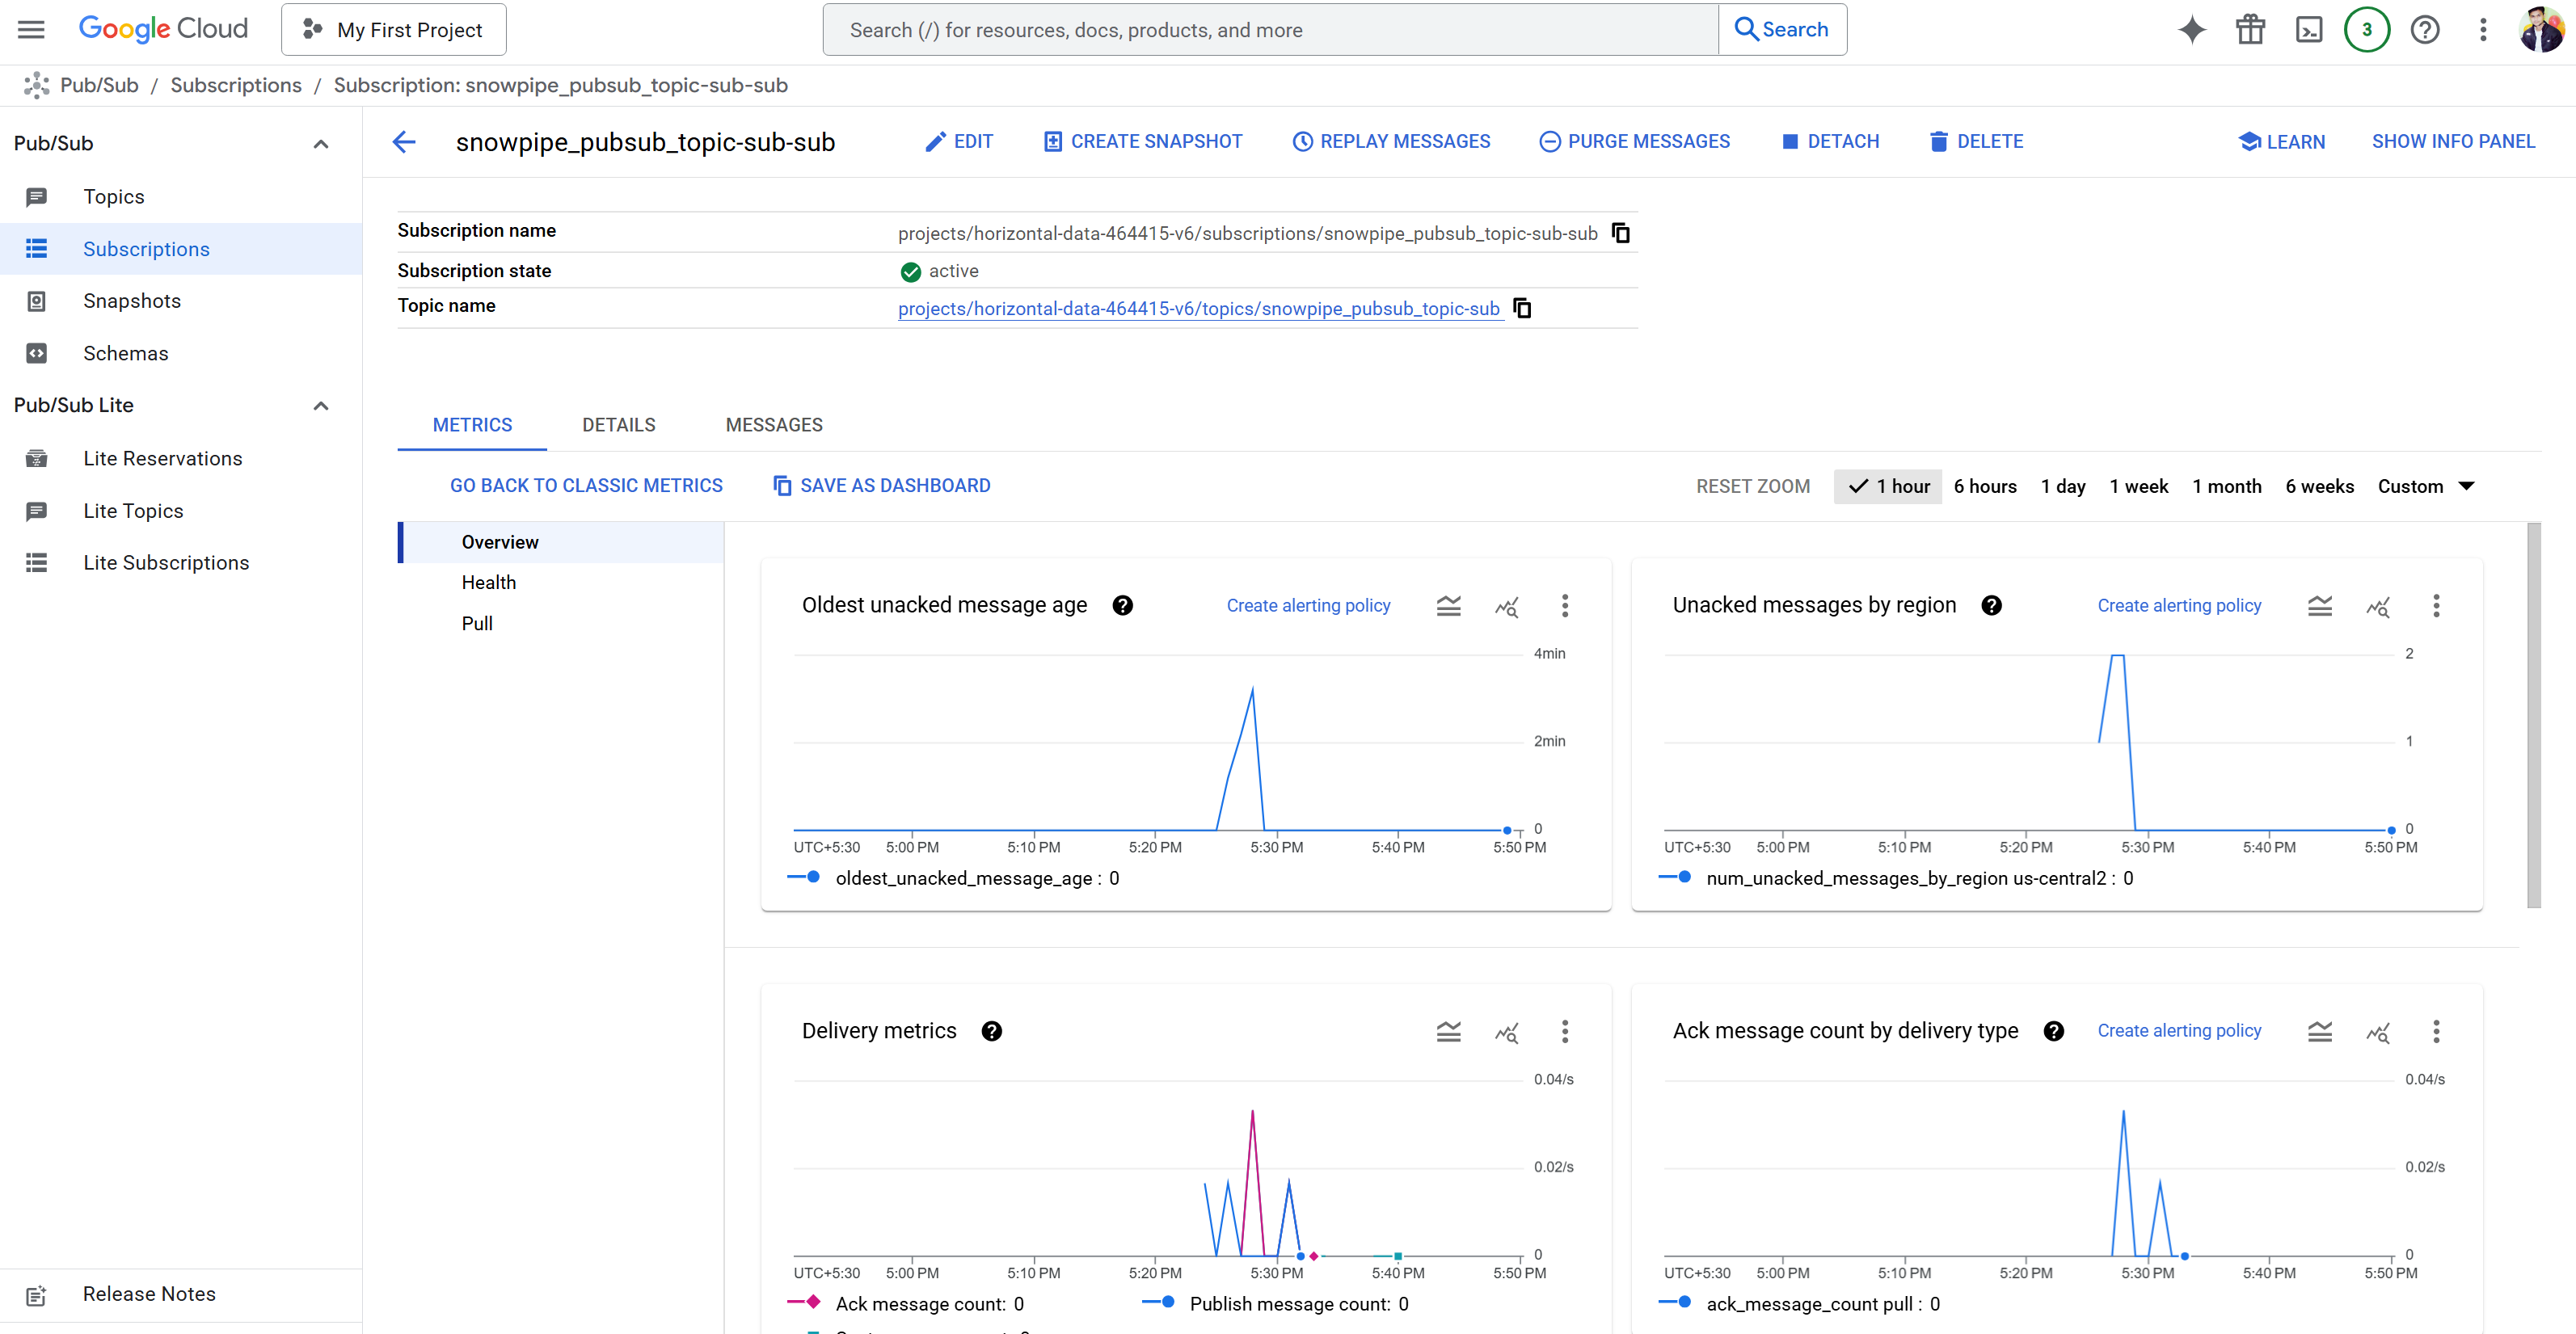 Google Cloud
My First Project
Search (/) for resources, docs, products, and more
Search
3
Pub/Sub / Subscriptions / Subscription: snowpipe_pubsub_topic-sub-sub
Pub/Sub
Topics
Subscriptions
Snapshots
Schemas
Pub/Sub Lite
Lite Reservations
Lite Topics
Lite Subscriptions
Release Notes
snowpipe_pubsub_topic-sub-sub
EDIT
CREATE SNAPSHOT
REPLAY MESSAGES
PURGE MESSAGES
DETACH
DELETE
LEARN
SHOW INFO PANEL
Subscription name projects/horizontal-data-464415-v6/subscriptions/snowpipe_pubsub_topic-sub-sub
Subscription state active
Topic name projects/horizontal-data-464415-v6/topics/snowpipe_pubsub_topic-sub
METRICS DETAILS MESSAGES
GO BACK TO CLASSIC METRICS SAVE AS DASHBOARD
RESET ZOOM 1 hour 6 hours 1 day 1 week 1 month 6 weeks Custom
Overview
Health
Pull
Oldest unacked message age Create alerting policy
4min
2min
0
UTC+5:30 5:00 PM 5:10 PM 5:20 PM 5:30 PM 5:40 PM 5:50 PM
oldest_unacked_message_age : 0
Unacked messages by region Create alerting policy
2
1
0
UTC+5:30 5:00 PM 5:10 PM 5:20 PM 5:30 PM 5:40 PM 5:50 PM
num_unacked_messages_by_region us-central2 : 0
Delivery metrics
0.04/s
0.02/s
0
UTC+5:30 5:00 PM 5:10 PM 5:20 PM 5:30 PM 5:40 PM 5:50 PM
Ack message count: 0 Publish message count: 0
Ack message count by delivery type Create alerting policy
0.04/s
0.02/s
0
UTC+5:30 5:00 PM 5:10 PM 5:20 PM 5:30 PM 5:40 PM 5:50 PM
ack_message_count pull : 0